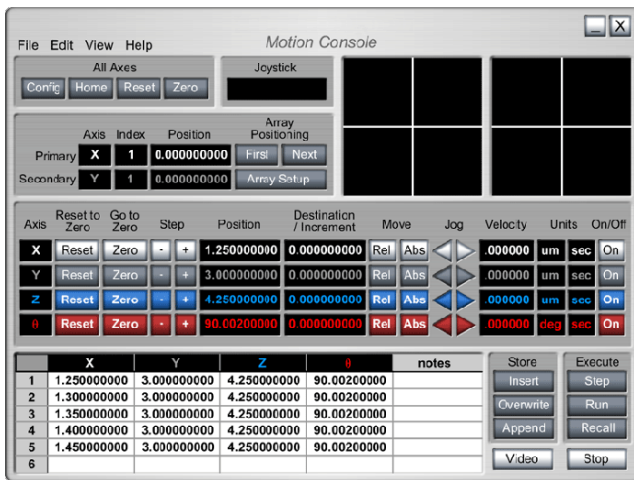 Motion Console
_ X
File Edit View Help
All Axes
Config Home Reset Zero
Joystick
Array Positioning
Axis Index Position
Primary X 1 0.000000000 First Next
Secondary Y 1 0.000000000 Array Setup
Axis Reset to Zero Go to Zero Step Position Destination / Increment Move Jog Velocity Units On/Off
X Reset Zero - + 1.250000000 0.000000000 Rel Abs .000000 um sec On
Y Reset Zero - + 3.000000000 0.000000000 Rel Abs .000000 um sec On
Z Reset Zero - + 4.250000000 0.000000000 Rel Abs .000000 um sec On
θ Reset Zero - + 90.00200000 0.000000000 Rel Abs .000000 deg sec On
X Y Z θ notes
1 1.250000000 3.000000000 4.250000000 90.00200000
2 1.300000000 3.000000000 4.250000000 90.00200000
3 1.350000000 3.000000000 4.250000000 90.00200000
4 1.400000000 3.000000000 4.250000000 90.00200000
5 1.450000000 3.000000000 4.250000000 90.00200000
6
Store Execute
Insert Step
Overwrite Run
Append Recall
Video Stop